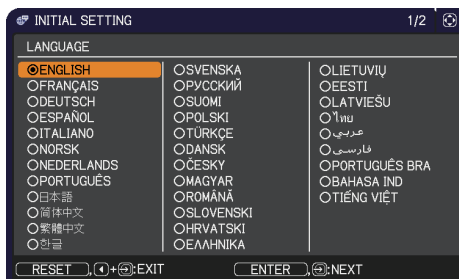 INITIAL SETTING 1/2
LANGUAGE
ENGLISH
FRANÇAIS
DEUTSCH
ESPAÑOL
ITALIANO
NORSK
NEDERLANDS
PORTUGUÊS
日本語
简体中文
繁體中文
한글
SVENSKA
РУССКИЙ
SUOMI
POLSKI
TÜRKÇE
DANSK
ČESKY
MAGYAR
ROMÂNĂ
SLOVENSKI
HRVATSKI
ΕΛΛΗΝΙΚΑ
LIETUVIŲ
EESTI
LATVIEŠU
ไทย
عربي
فارسی
PORTUGUÊS BRA
BAHASA IND
TIẾNG VIỆT
RESET ,+:EXIT ENTER ,:NEXT